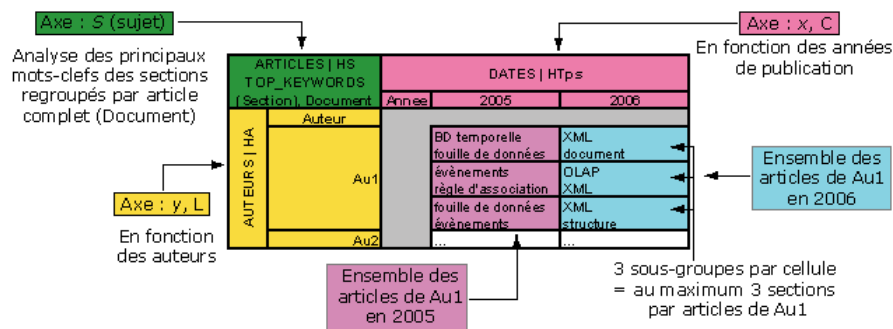 Axe : S (sujet)
Analyse des principaux
mots-clefs des sections
regroupés par article
complet (Document)
Axe : x, C
En fonction des années
de publication
ARTICLES | HS
TOP_KEYWORDS
(Section), Document
DATES | HTps
Annee
2005
2006
AUTEURS | HA
Auteur
Au1
BD temporelle
fouille de données
XML
document
évènements
règle d'association
OLAP
XML
fouille de données
évènements
XML
structure
Au2
...
...
Axe : y, L
En fonction
des auteurs
Ensemble des
articles de Au1
en 2006
Ensemble des
articles de Au1
en 2005
3 sous-groupes par cellule
= au maximum 3 sections
par articles de Au1